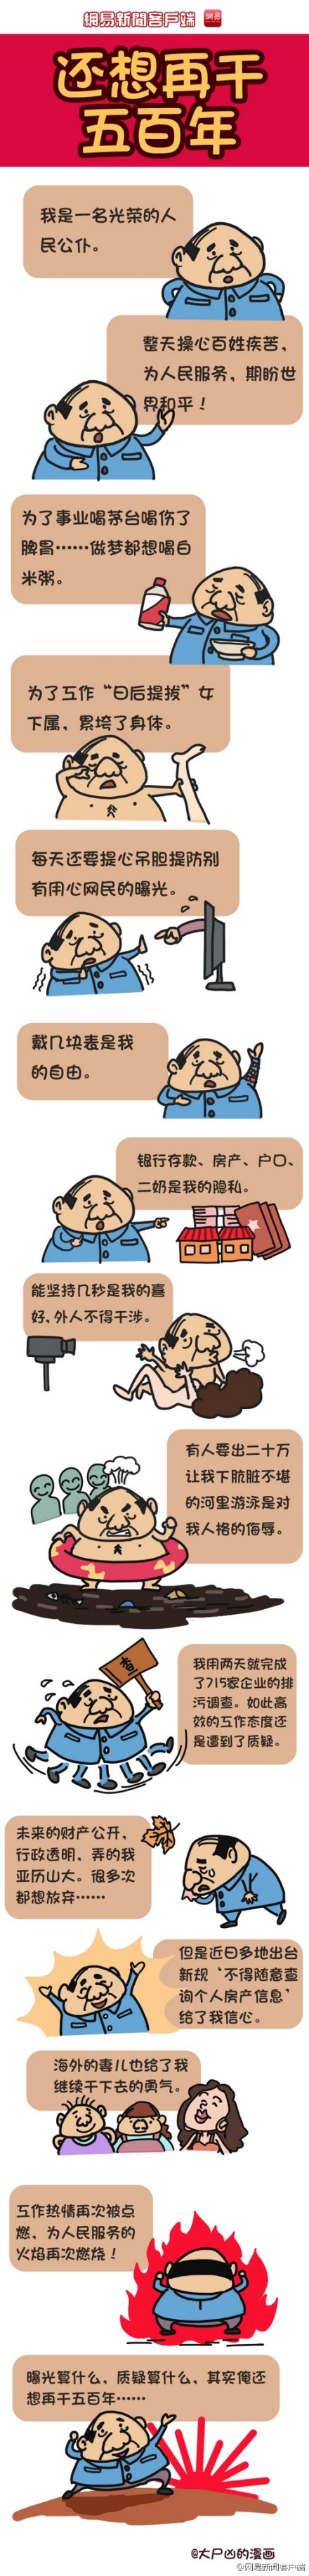 網易新聞客戶端
網易
还想再干
五百年
我是一名光荣的人
民公仆。
整天操心百姓疾苦，
为人民服务，期盼世
界和平！
为了事业喝茅台喝伤了
脾胃……做梦都想喝白
米粥。
为了工作“日后提拔”女
下属，累垮了身体。
每天还要提心吊胆提防别
有用心网民的曝光。
戴几块表是我
的自由。
银行存款、房产、户口、
二奶是我的隐私。
能坚持几秒是我的喜
好，外人不得干涉。
有人要出二十万
让我下肮脏不堪
的河里游泳是对
我人格的侮辱。
查
我用两天就完成
了715家企业的排
污调查。如此高
效的工作态度还
是遭到了质疑。
未来的财产公开，
行政透明，弄的我
亚历山大。很多次
都想放弃……
但是近日多地出台
新规‘不得随意查
询个人房产信息’
给了我信心。
海外的妻儿也给了我
继续干下去的勇气。
工作热情再次被点
燃，为人民服务的
火焰再次燃烧！
曝光算什么，质疑算什么，其实俺还
想再干五百年……
@大尸凶的漫画
@网易新闻客户端